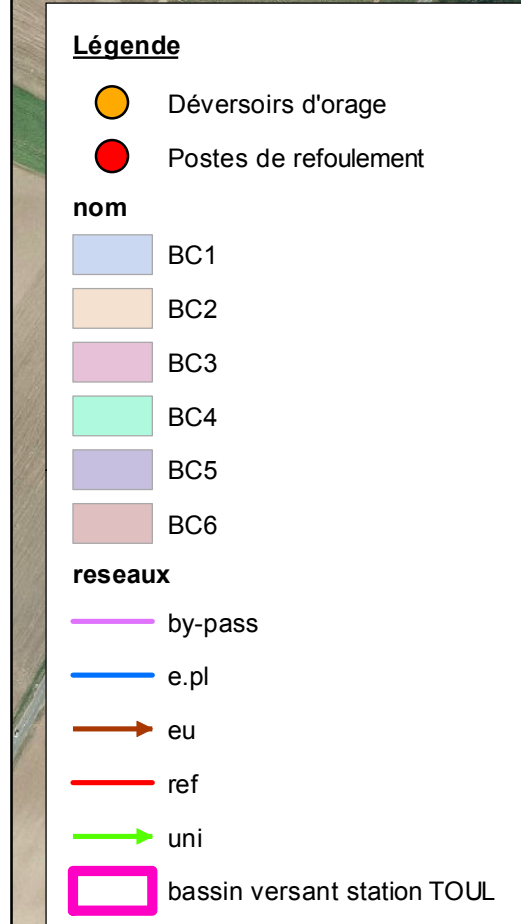 Légende
Déversoirs d'orage
Postes de refoulement
nom
BC1
BC2
BC3
BC4
BC5
BC6
reseaux
by-pass
e.pl
eu
ref
uni
bassin versant station TOUL